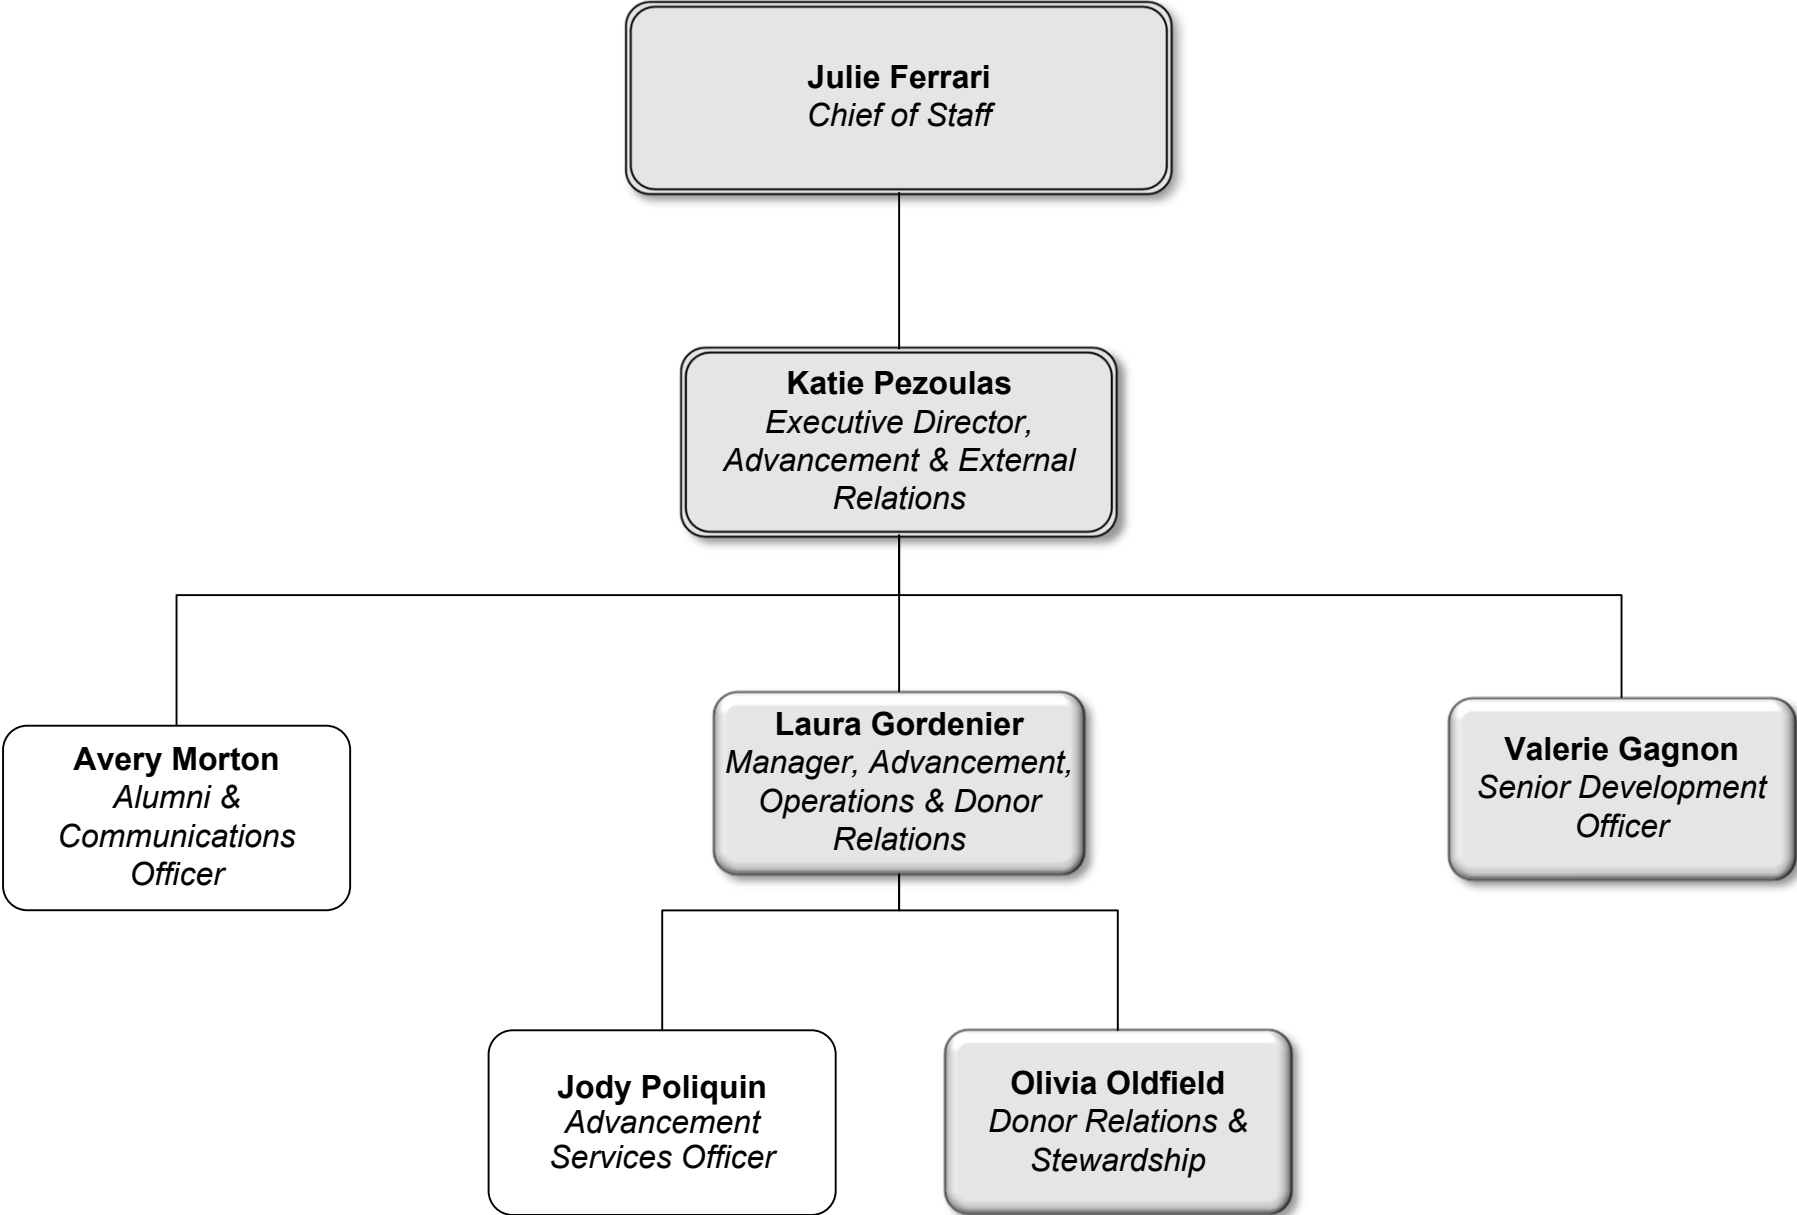 Julie Ferrari
Chief of Staff
Katie Pezoulas
Executive Director,
Advancement & External
Relations
Avery Morton
Alumni &
Communications
Officer
Laura Gordenier
Manager, Advancement,
Operations & Donor
Relations
Valerie Gagnon
Senior Development
Officer
Jody Poliquin
Advancement
Services Officer
Olivia Oldfield
Donor Relations &
Stewardship